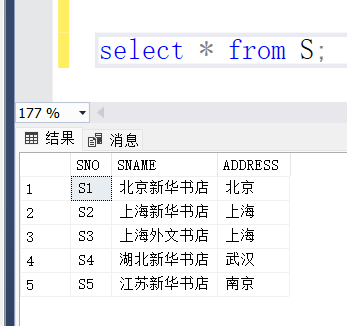 select * from S;
177 %
结果 消息
SNO SNAME ADDRESS
1 S1 北京新华书店 北京
2 S2 上海新华书店 上海
3 S3 上海外文书店 上海
4 S4 湖北新华书店 武汉
5 S5 江苏新华书店 南京